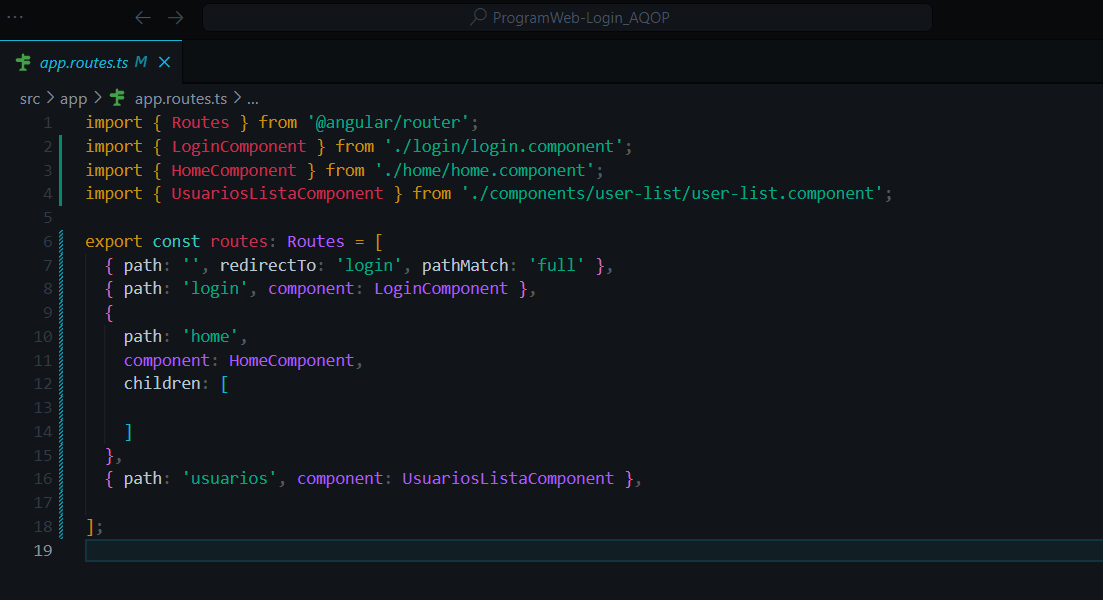 ...
ProgramWeb-Login_AQOP
app.routes.ts M
src > app > app.routes.ts > ...
1 import { Routes } from '@angular/router';
2 import { LoginComponent } from './login/login.component';
3 import { HomeComponent } from './home/home.component';
4 import { UsuariosListaComponent } from './components/user-list/user-list.component';
5
6 export const routes: Routes = [
7   { path: '', redirectTo: 'login', pathMatch: 'full' },
8   { path: 'login', component: LoginComponent },
9   {
10     path: 'home',
11     component: HomeComponent,
12     children: [
13
14     ]
15   },
16   { path: 'usuarios', component: UsuariosListaComponent },
17
18 ];
19